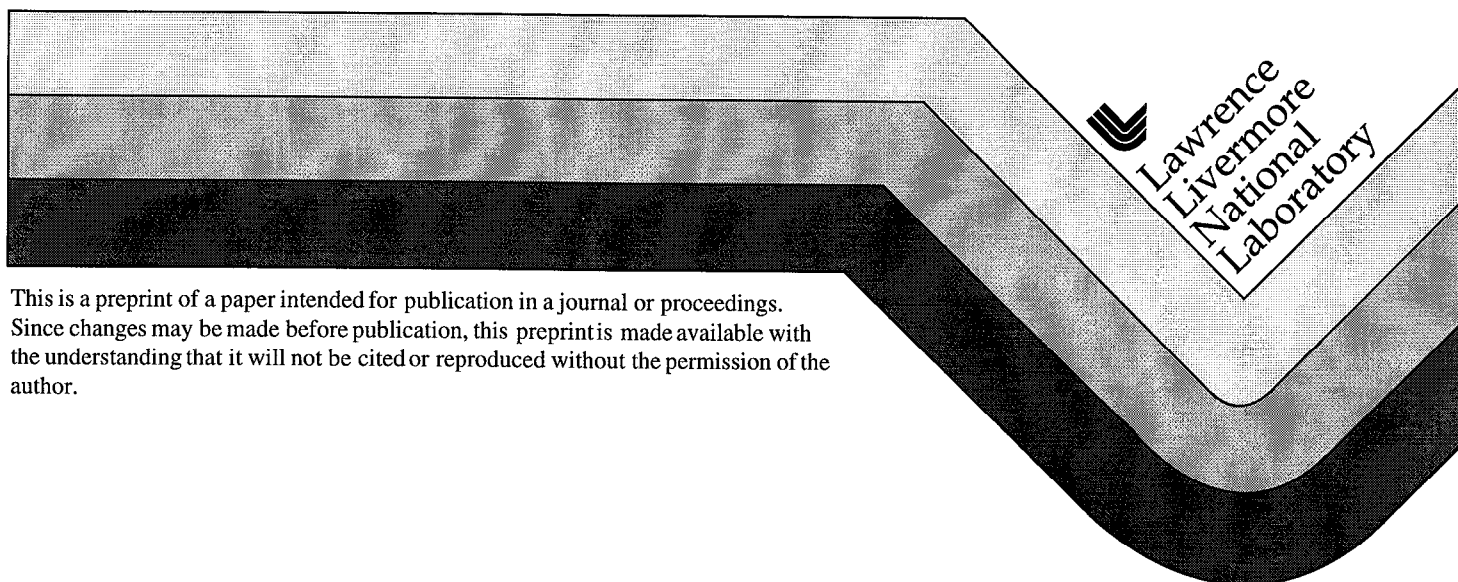 Lawrence
Livermore
National
Laboratory
This is a preprint of a paper intended for publication in a journal or proceedings.
Since changes may be made before publication, this preprint is made available with
the understanding that it will not be cited or reproduced without the permission of the
author.